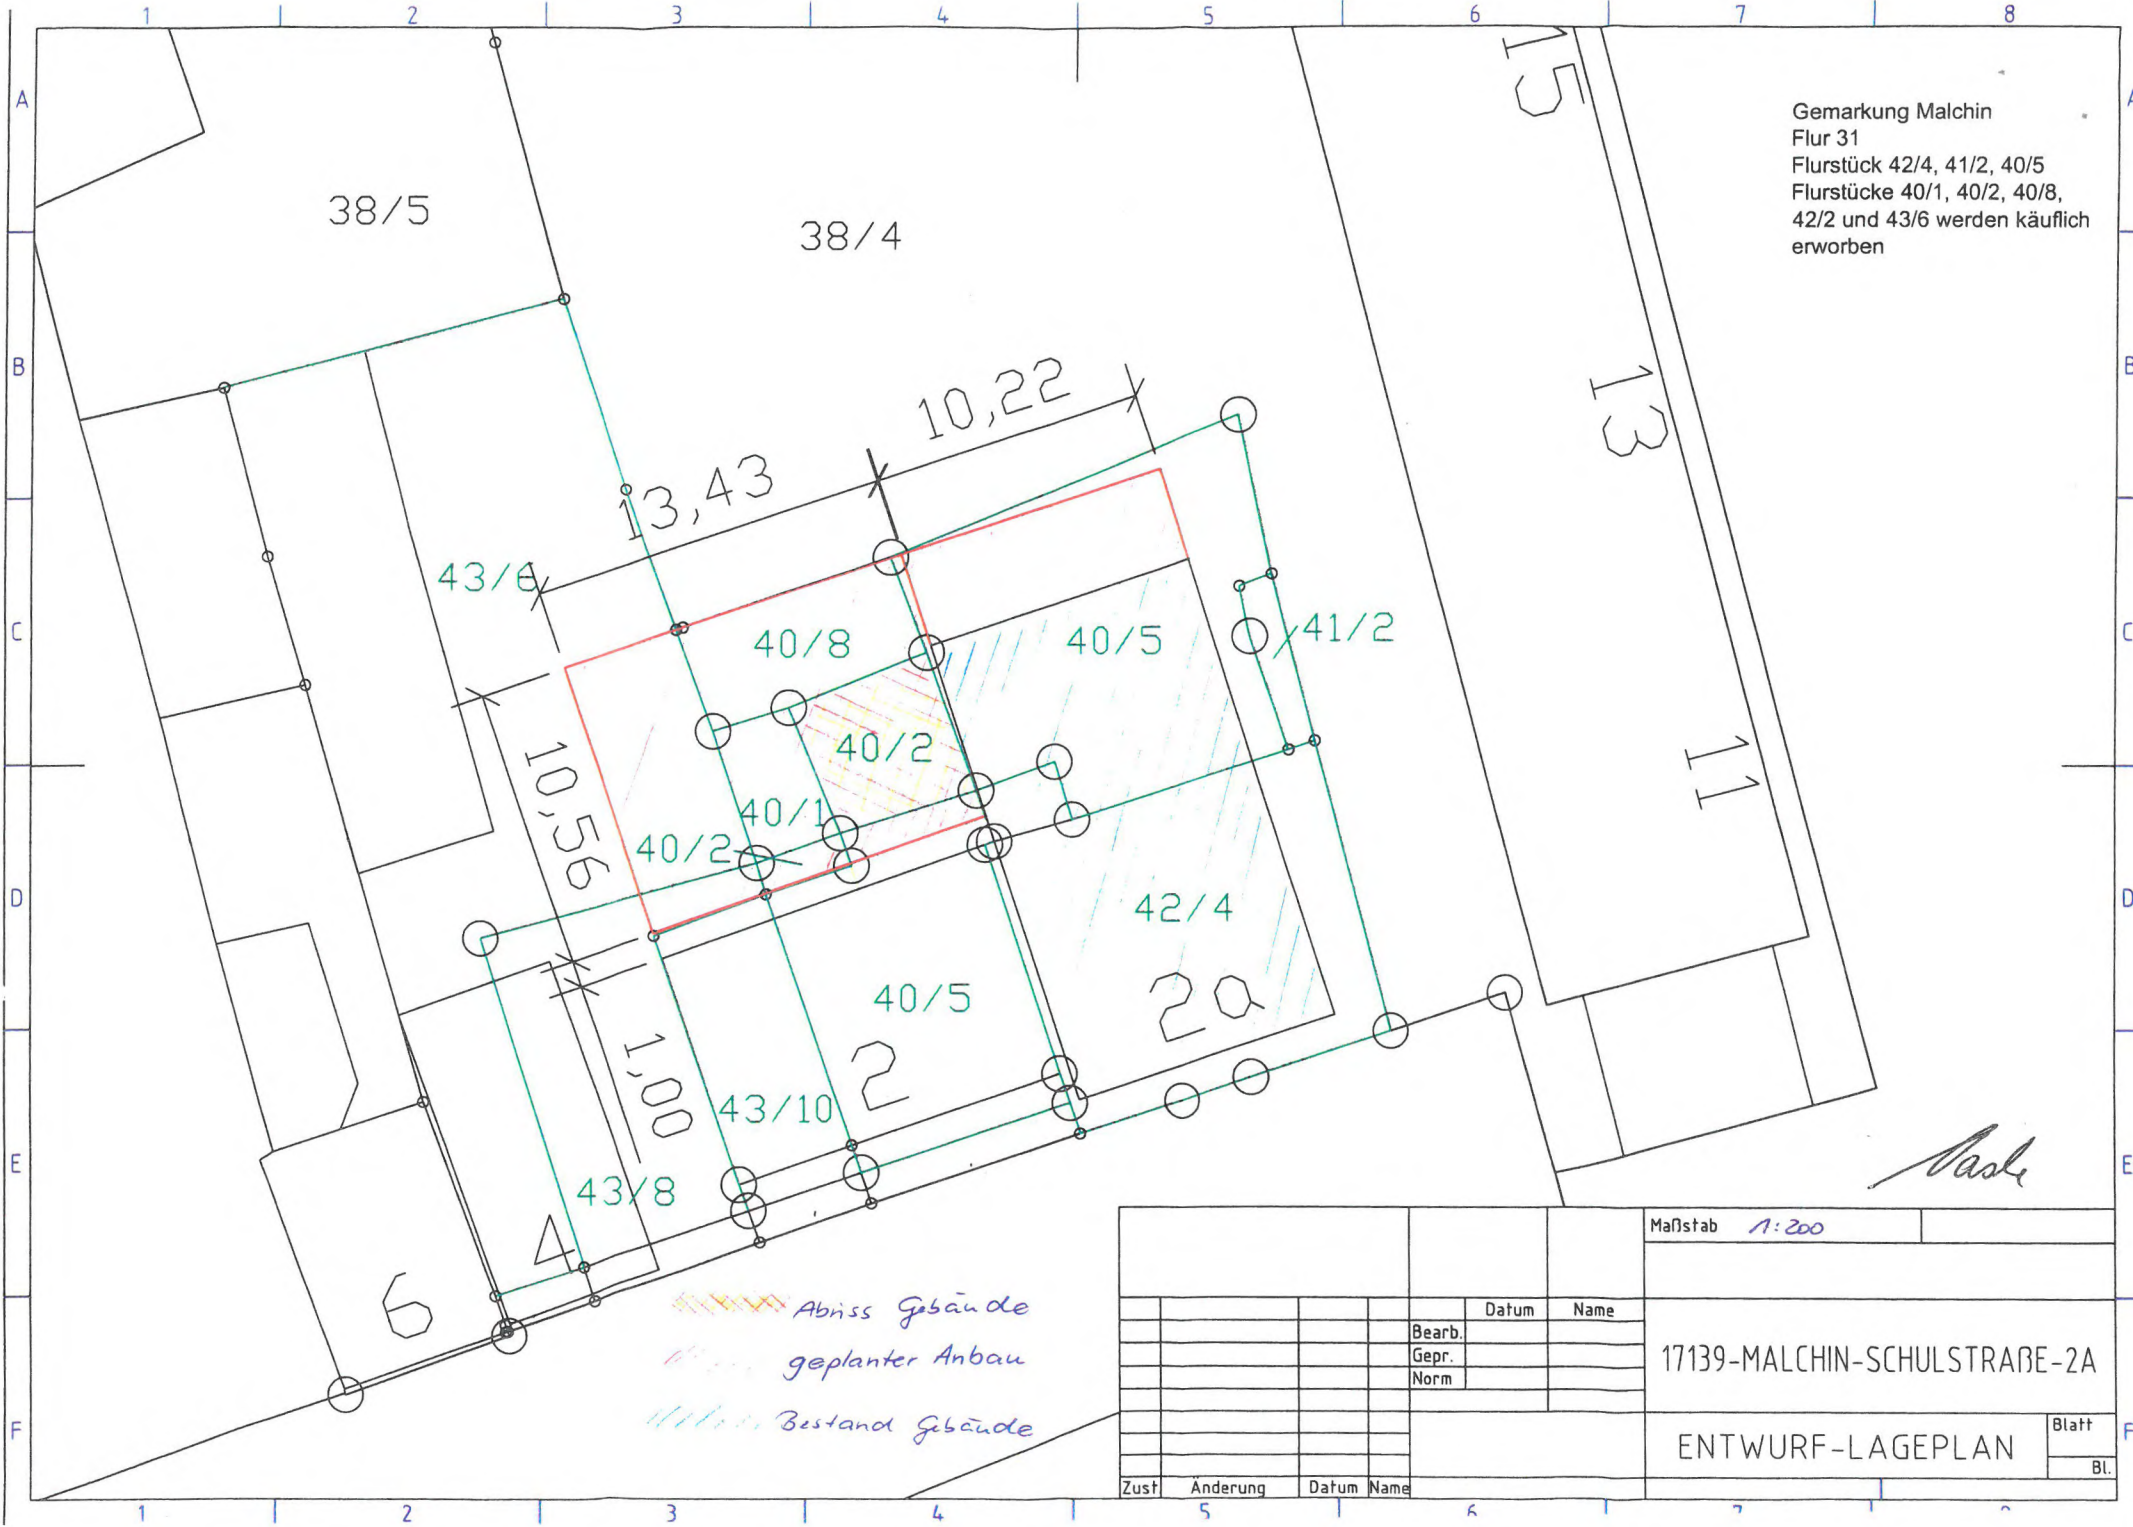 1 2 3 4 5 6 7 8
A A
B B
C C
D D
E E
F F
Gemarkung Malchin
Flur 31
Flurstück 42/4, 41/2, 40/5
Flurstücke 40/1, 40/2, 40/8,
42/2 und 43/6 werden käuflich
erworben
38/5
38/4
15
13
11
10,22
13,43
43/6
40/8
40/5
41/2
40/2
40/1
40/2
10,56
42/4
2a
40/5
2
1,00
43/10
43/8
4
6
Abriss Gebäude
geplanter Anbau
Bestand Gebäude
Maßstab 1:200
Datum Name
Bearb.
Gepr.
Norm
17139-MALCHIN-SCHULSTRAßE-2A
ENTWURF-LAGEPLAN
Blatt
Bl.
Zust Änderung Datum Name
1 2 3 4 5 6 7